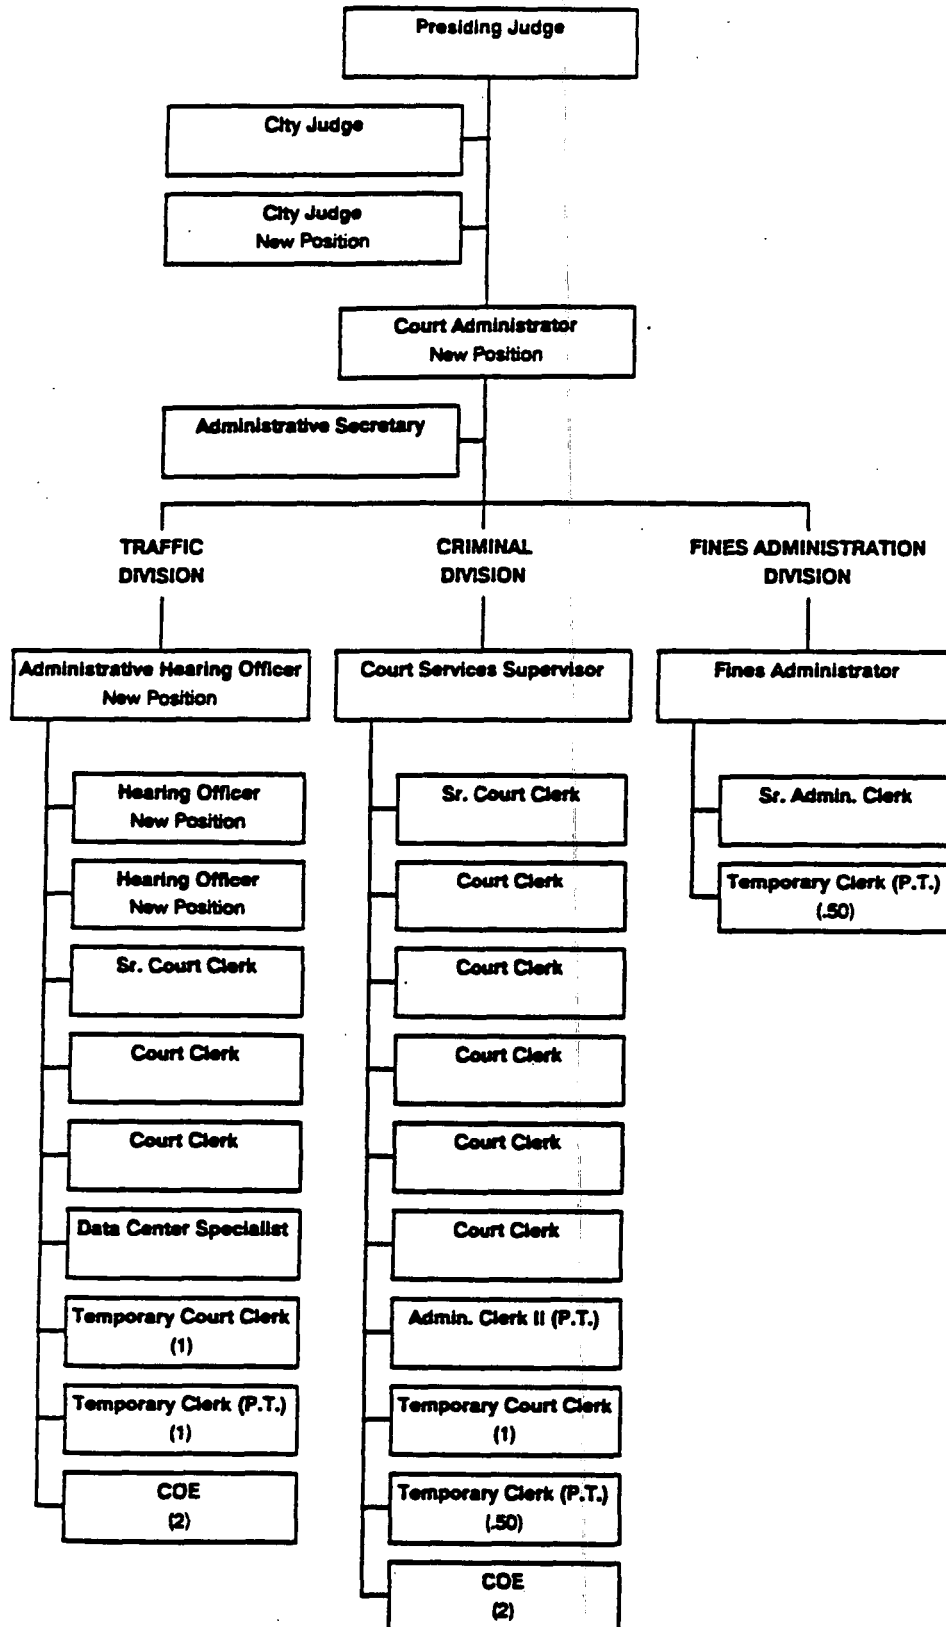 Presiding Judge
City Judge
City Judge
New Position
Court Administrator
New Position
Administrative Secretary
TRAFFIC
DIVISION
CRIMINAL
DIVISION
FINES ADMINISTRATION
DIVISION
Administrative Hearing Officer
New Position
Court Services Supervisor
Fines Administrator
Hearing Officer
New Position
Hearing Officer
New Position
Sr. Court Clerk
Court Clerk
Court Clerk
Data Center Specialist
Temporary Court Clerk
(1)
Temporary Clerk (P.T.)
(1)
COE
(2)
Sr. Court Clerk
Court Clerk
Court Clerk
Court Clerk
Court Clerk
Court Clerk
Admin. Clerk II (P.T.)
Temporary Court Clerk
(1)
Temporary Clerk (P.T.)
(.50)
COE
(2)
Sr. Admin. Clerk
Temporary Clerk (P.T.)
(.50)